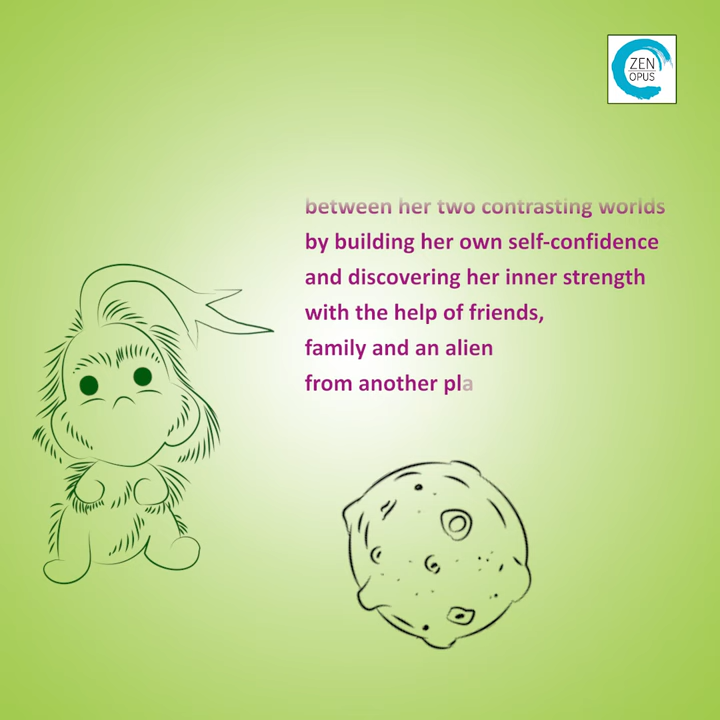 ZEN
OPUS
between her two contrasting worlds
by building her own self-confidence
and discovering her inner strength
with the help of friends,
family and an alien
from another pla